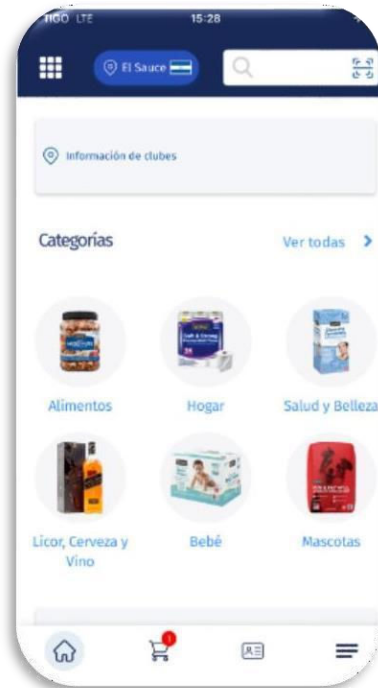 TIGO LTE 15:28
El Sauce
Información de clubes
Categorías Ver todas
Alimentos Hogar Salud y Belleza
Licor, Cerveza y
Vino
Bebé Mascotas
1